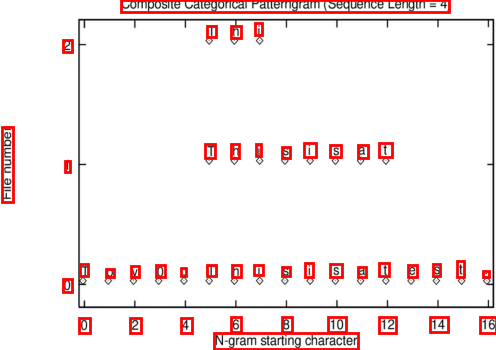 Composite Categorical Patterngram (Sequence Length = 4
2
T h i
File number
1
T h i s i s a t
0
T o y T h i s i s a t e s t .
0 2 4 6 8 10 12 14 16
N-gram starting character